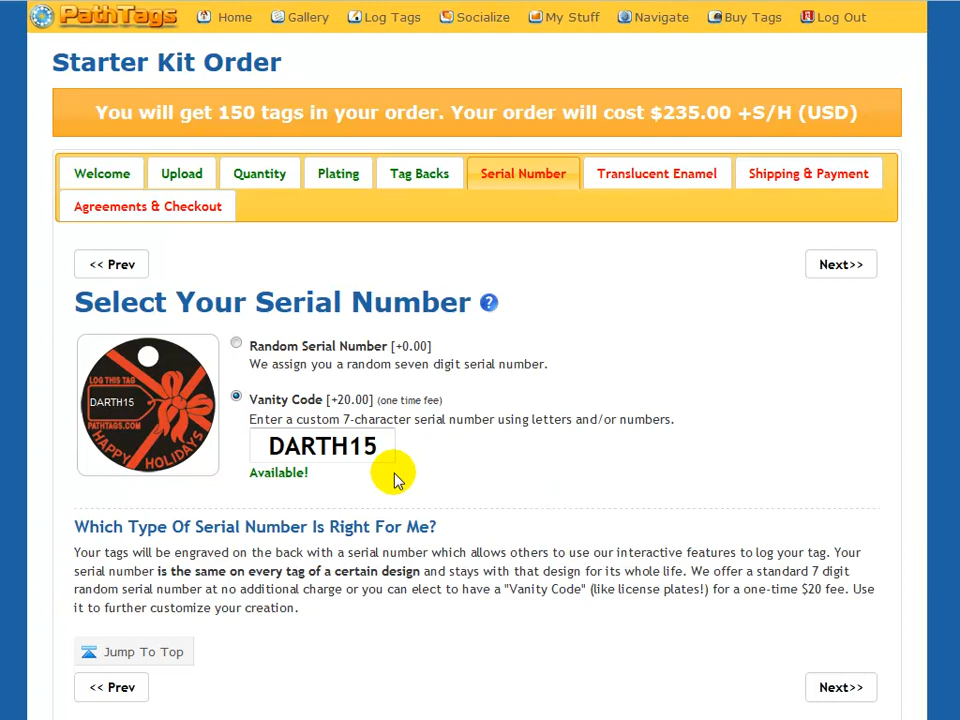 PathTags Home Gallery Log Tags Socialize My Stuff Navigate Buy Tags Log Out
Starter Kit Order
You will get 150 tags in your order. Your order will cost $235.00 +S/H (USD)
Welcome Upload Quantity Plating Tag Backs Serial Number Translucent Enamel Shipping & Payment
Agreements & Checkout
<< Prev Next>>
Select Your Serial Number ?
LOG THIS TAG
DARTH15
PATHTAGS.COM
HAPPY HOLIDAYS
Random Serial Number [+0.00]
We assign you a random seven digit serial number.
Vanity Code [+20.00] (one time fee)
Enter a custom 7-character serial number using letters and/or numbers.
DARTH15
Available!
Which Type Of Serial Number Is Right For Me?
Your tags will be engraved on the back with a serial number which allows others to use our interactive features to log your tag. Your
serial number is the same on every tag of a certain design and stays with that design for its whole life. We offer a standard 7 digit
random serial number at no additional charge or you can elect to have a "Vanity Code" (like license plates!) for a one-time $20 fee. Use
it to further customize your creation.
Jump To Top
<< Prev Next>>